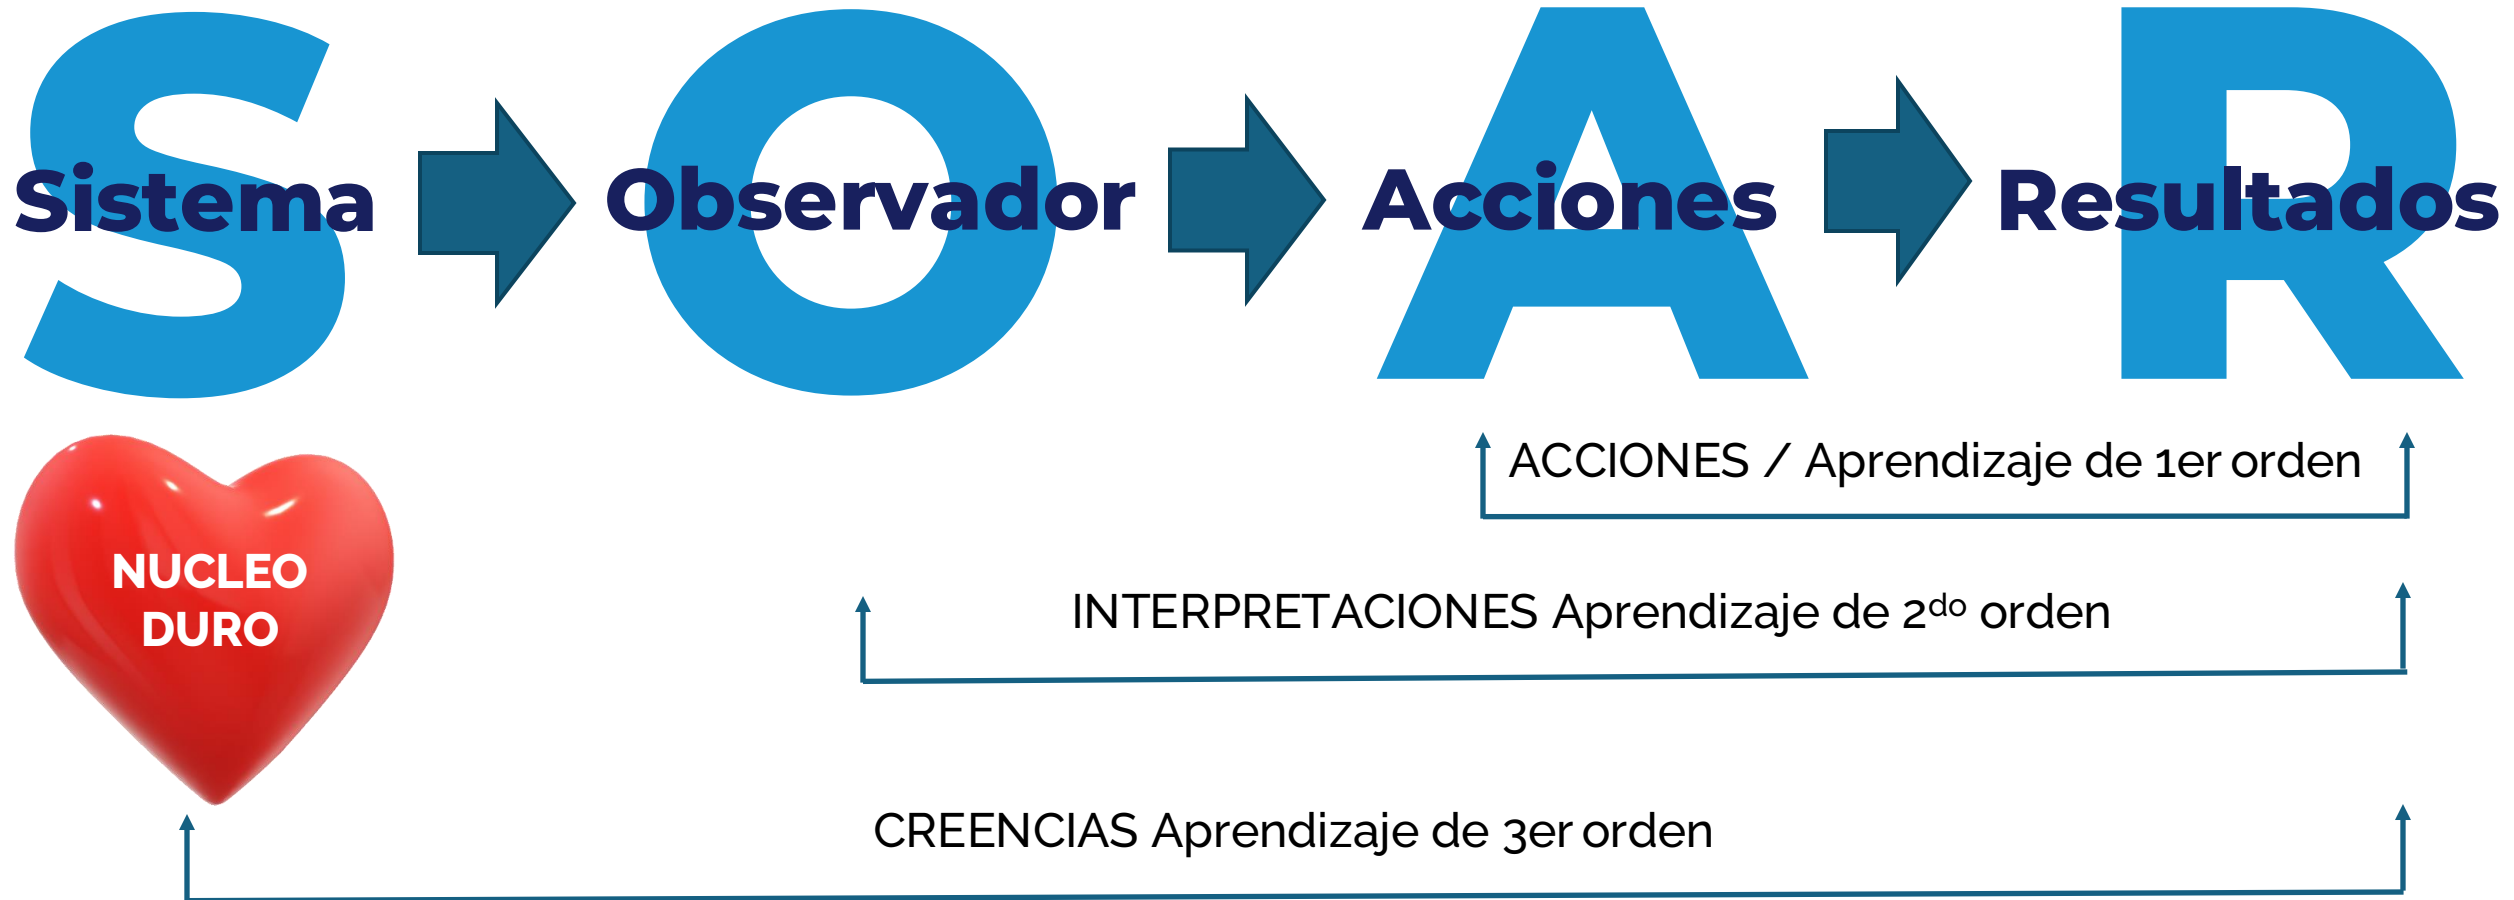 S O A R
Sistema Observador Acciones Resultados
ACCIONES / Aprendizaje de 1er orden
NUCLEO
DURO
INTERPRETACIONES Aprendizaje de 2do orden
CREENCIAS Aprendizaje de 3er orden